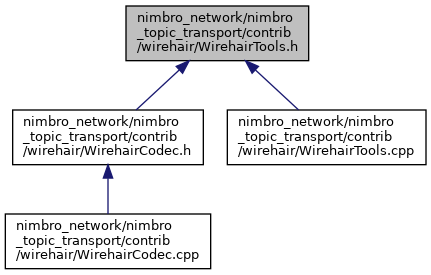 nimbro_network/nimbro
_topic_transport/contrib
/wirehair/WirehairTools.h
nimbro_network/nimbro
_topic_transport/contrib
/wirehair/WirehairCodec.h
nimbro_network/nimbro
_topic_transport/contrib
/wirehair/WirehairTools.cpp
nimbro_network/nimbro
_topic_transport/contrib
/wirehair/WirehairCodec.cpp